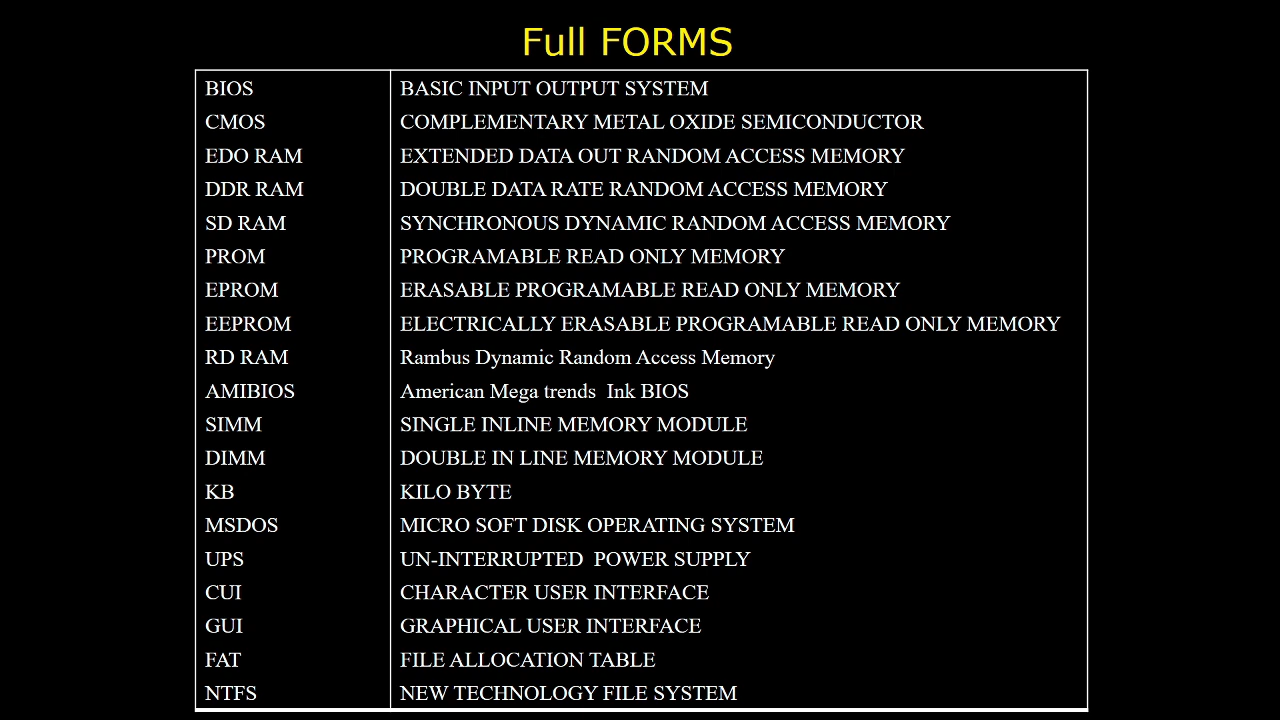 Full FORMS
BIOS BASIC INPUT OUTPUT SYSTEM
CMOS COMPLEMENTARY METAL OXIDE SEMICONDUCTOR
EDO RAM EXTENDED DATA OUT RANDOM ACCESS MEMORY
DDR RAM DOUBLE DATA RATE RANDOM ACCESS MEMORY
SD RAM SYNCHRONOUS DYNAMIC RANDOM ACCESS MEMORY
PROM PROGRAMABLE READ ONLY MEMORY
EPROM ERASABLE PROGRAMABLE READ ONLY MEMORY
EEPROM ELECTRICALLY ERASABLE PROGRAMABLE READ ONLY MEMORY
RD RAM Rambus Dynamic Random Access Memory
AMIBIOS American Mega trends  Ink BIOS
SIMM SINGLE INLINE MEMORY MODULE
DIMM DOUBLE IN LINE MEMORY MODULE
KB KILO BYTE
MSDOS MICRO SOFT DISK OPERATING SYSTEM
UPS UN-INTERRUPTED  POWER SUPPLY
CUI CHARACTER USER INTERFACE
GUI GRAPHICAL USER INTERFACE
FAT FILE ALLOCATION TABLE
NTFS NEW TECHNOLOGY FILE SYSTEM